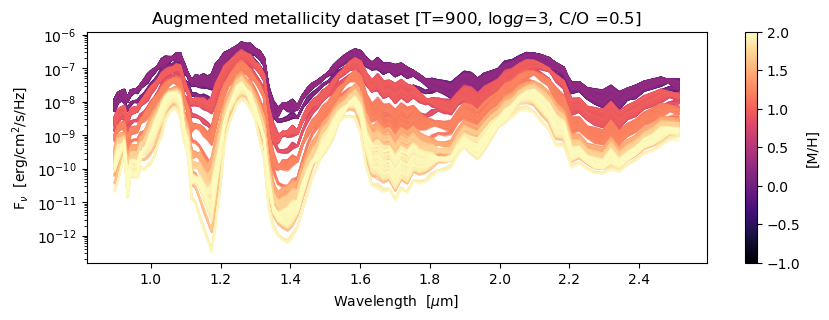 Augmented metallicity dataset [T=900, logg=3, C/O =0.5]
F_ν [erg/cm²/s/Hz]
10⁻⁶
10⁻⁷
10⁻⁸
10⁻⁹
10⁻¹⁰
10⁻¹¹
10⁻¹²
1.0 1.2 1.4 1.6 1.8 2.0 2.2 2.4
Wavelength [μm]
2.0
1.5
1.0
0.5
0.0
−0.5
−1.0
[M/H]